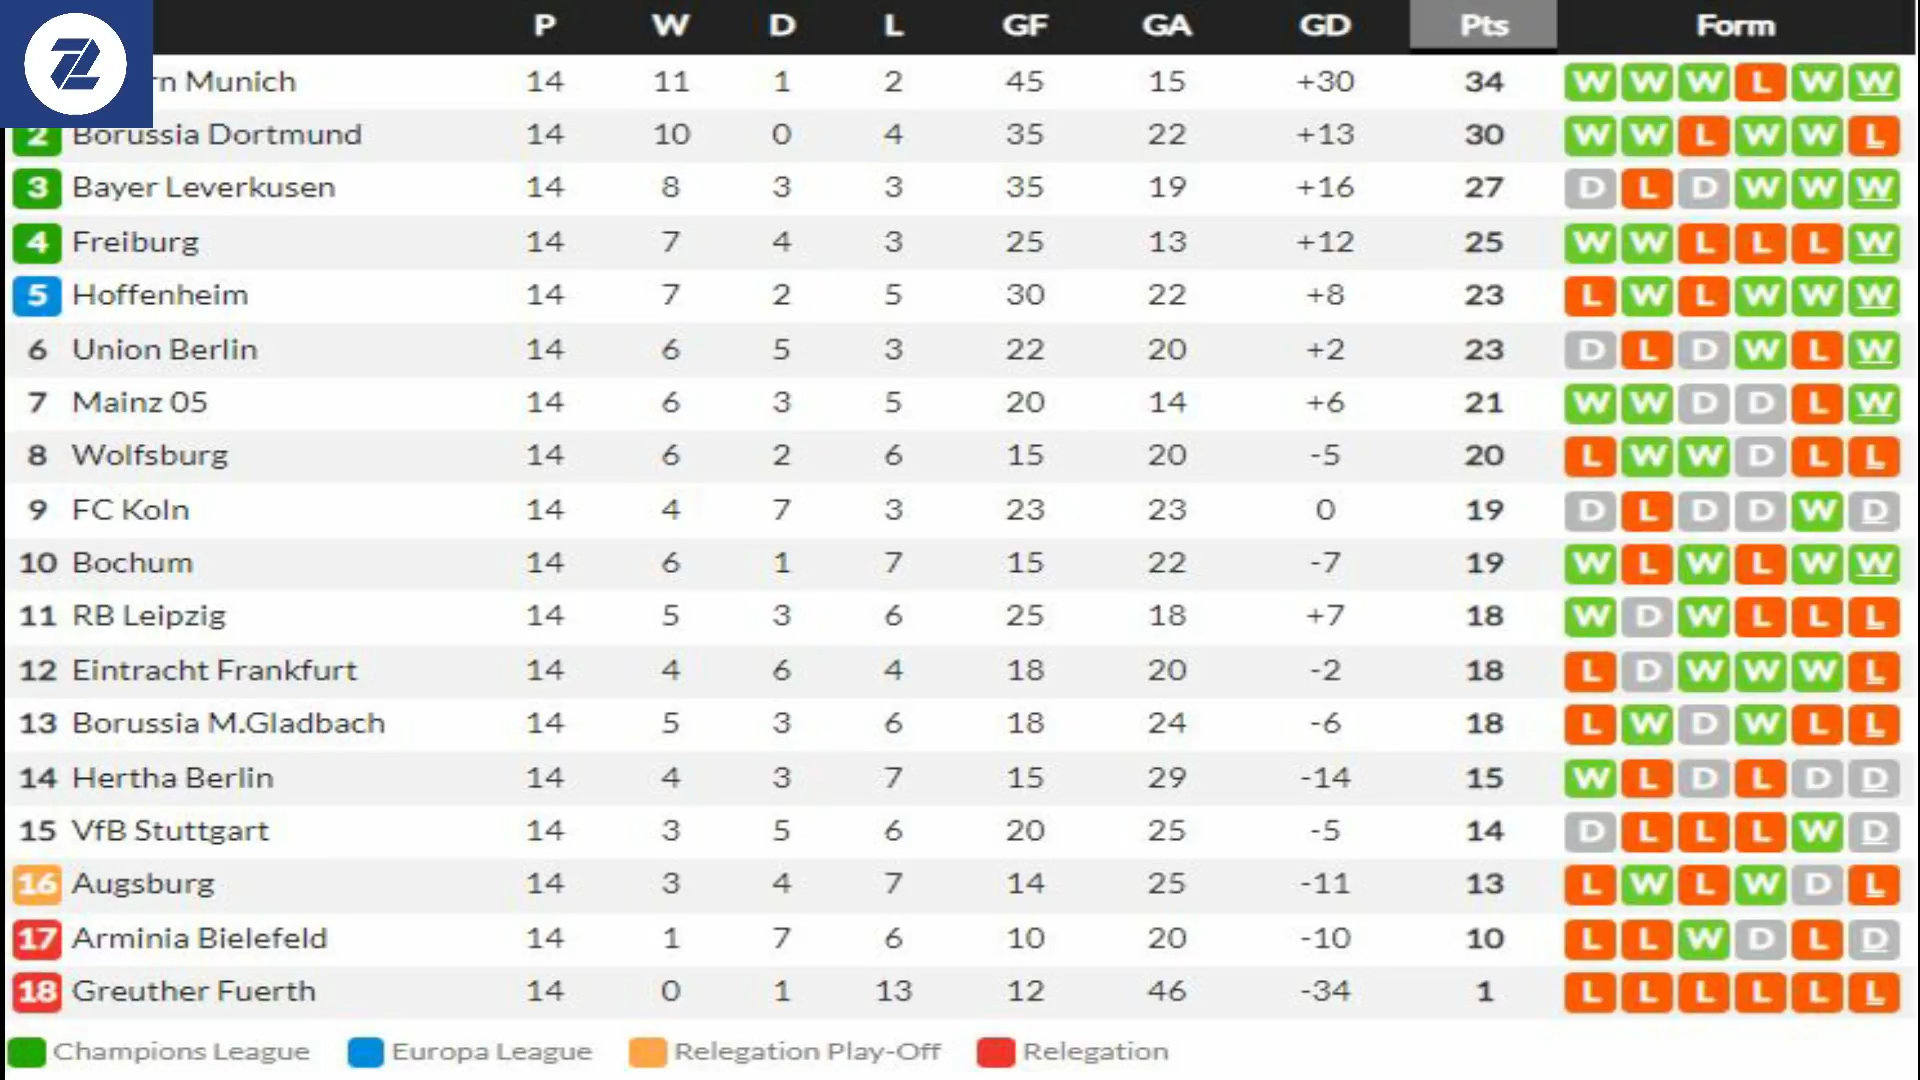 P W D L GF GA GD Pts Form
rn Munich 14 11 1 2 45 15 +30 34 W W W L W W
2 Borussia Dortmund 14 10 0 4 35 22 +13 30 W W L W W L
3 Bayer Leverkusen 14 8 3 3 35 19 +16 27 D L D W W W
4 Freiburg 14 7 4 3 25 13 +12 25 W W L L L W
5 Hoffenheim 14 7 2 5 30 22 +8 23 L W L W W W
6 Union Berlin 14 6 5 3 22 20 +2 23 D L D W L W
7 Mainz 05 14 6 3 5 20 14 +6 21 W W D D L W
8 Wolfsburg 14 6 2 6 15 20 -5 20 L W W D L L
9 FC Koln 14 4 7 3 23 23 0 19 D L D D W D
10 Bochum 14 6 1 7 15 22 -7 19 W L W L W W
11 RB Leipzig 14 5 3 6 25 18 +7 18 W D W L L L
12 Eintracht Frankfurt 14 4 6 4 18 20 -2 18 L D W W W L
13 Borussia M.Gladbach 14 5 3 6 18 24 -6 18 L W D W L L
14 Hertha Berlin 14 4 3 7 15 29 -14 15 W L D L D D
15 VfB Stuttgart 14 3 5 6 20 25 -5 14 D L L L W D
16 Augsburg 14 3 4 7 14 25 -11 13 L W L W D L
17 Arminia Bielefeld 14 1 7 6 10 20 -10 10 L L W D L D
18 Greuther Fuerth 14 0 1 13 12 46 -34 1 L L L L L L
Champions League Europa League Relegation Play-Off Relegation